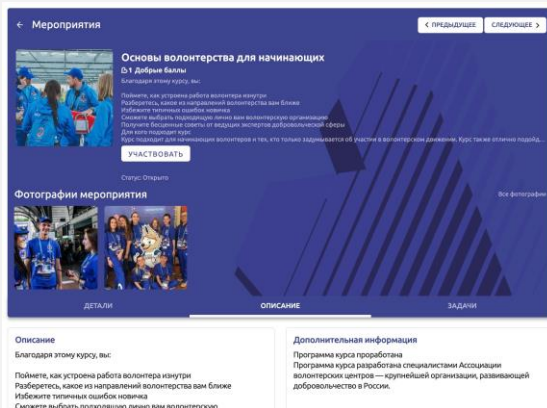 ← Мероприятия
< ПРЕДЫДУЩЕЕ
СЛЕДУЮЩЕЕ >
Основы волонтерства для начинающих
1 Добрые баллы
Благодаря этому курсу, вы:
Поймете, как устроена работа волонтера изнутри
Разберетесь, какое из направлений волонтерства вам ближе
Избежите типичных ошибок новичка
Сможете выбрать подходящую лично вам волонтерскую организацию
Получите бесценные советы от ведущих экспертов добровольческой сферы
Для кого подходит курс
Курс подходит для начинающих волонтеров и тех, кто только задумывается об участии в волонтерском движении. Курс также отлично подойд...
УЧАСТВОВАТЬ
Статус: Открыто
Фотографии мероприятия
Все фотографии
ДЕТАЛИ
ОПИСАНИЕ
ЗАДАЧИ
Описание
Благодаря этому курсу, вы:
Поймете, как устроена работа волонтера изнутри
Разберетесь, какое из направлений волонтерства вам ближе
Избежите типичных ошибок новичка
Сможете выбрать подходящую лично вам волонтерскую
Дополнительная информация
Программа курса проработана
Программа курса разработана специалистами Ассоциации
волонтерских центров — крупнейшей организации, развивающей
добровольчество в России.